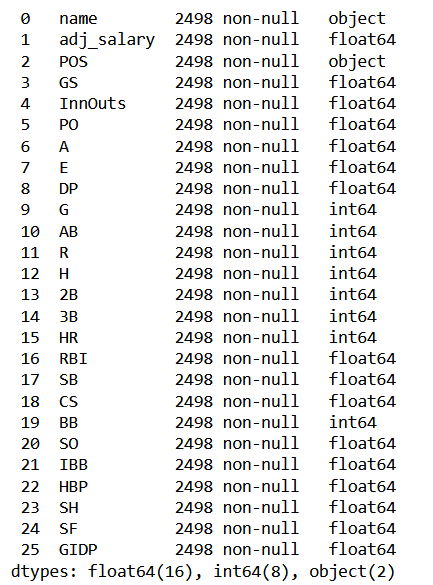 0 name 2498 non-null object
1 adj_salary 2498 non-null float64
2 POS 2498 non-null object
3 GS 2498 non-null float64
4 InnOuts 2498 non-null float64
5 PO 2498 non-null float64
6 A 2498 non-null float64
7 E 2498 non-null float64
8 DP 2498 non-null float64
9 G 2498 non-null int64
10 AB 2498 non-null int64
11 R 2498 non-null int64
12 H 2498 non-null int64
13 2B 2498 non-null int64
14 3B 2498 non-null int64
15 HR 2498 non-null int64
16 RBI 2498 non-null float64
17 SB 2498 non-null float64
18 CS 2498 non-null float64
19 BB 2498 non-null int64
20 SO 2498 non-null float64
21 IBB 2498 non-null float64
22 HBP 2498 non-null float64
23 SH 2498 non-null float64
24 SF 2498 non-null float64
25 GIDP 2498 non-null float64
dtypes: float64(16), int64(8), object(2)